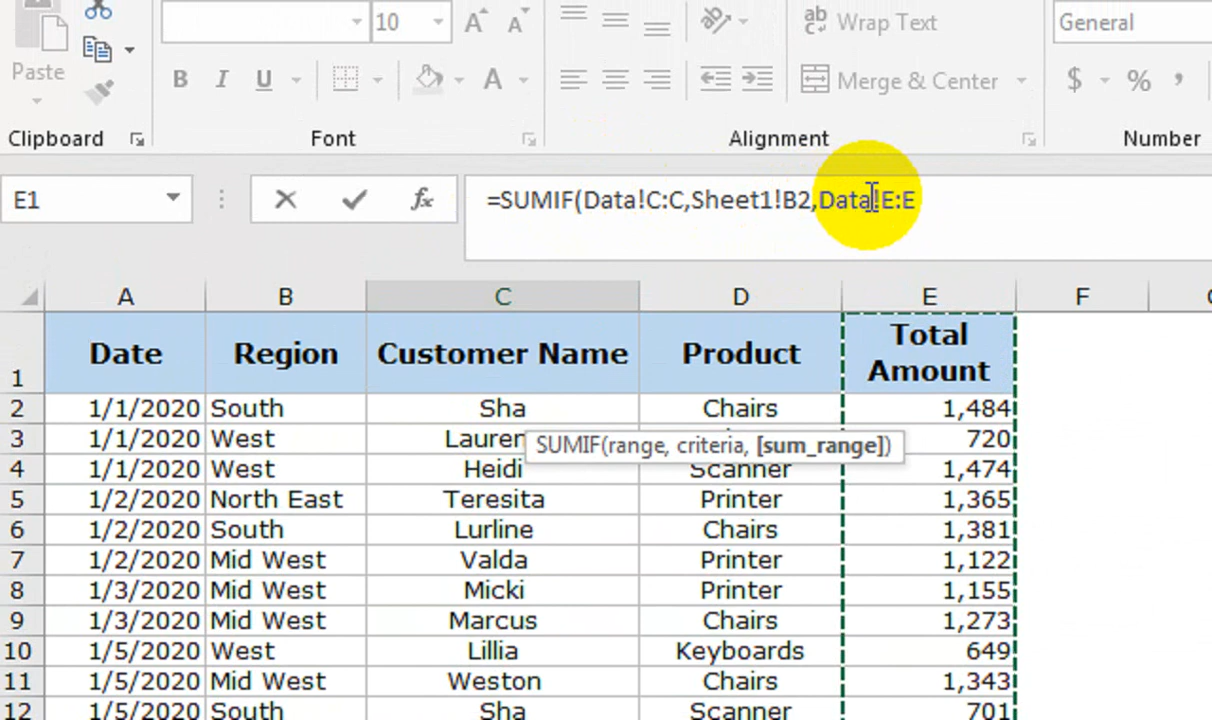 10 A A ab Wrap Text General
Paste B I U A Merge & Center $ % ,
Clipboard Font Alignment Number
E1 fx =SUMIF(Data!C:C,Sheet1!B2,Data!E:E
A B C D E F
1 Date Region Customer Name Product Total Amount
2 1/1/2020 South Sha Chairs 1,484
3 1/1/2020 West 720
SUMIF(range, criteria, [sum_range])
4 1/1/2020 West Heidi Scanner 1,474
5 1/2/2020 North East Teresita Printer 1,365
6 1/2/2020 South Lurline Chairs 1,381
7 1/2/2020 Mid West Valda Printer 1,122
8 1/3/2020 Mid West Micki Printer 1,155
9 1/3/2020 Mid West Marcus Chairs 1,273
10 1/5/2020 West Lillia Keyboards 649
11 1/5/2020 Mid West Weston Chairs 1,343
12 1/5/2020 South Sha Scanner 701